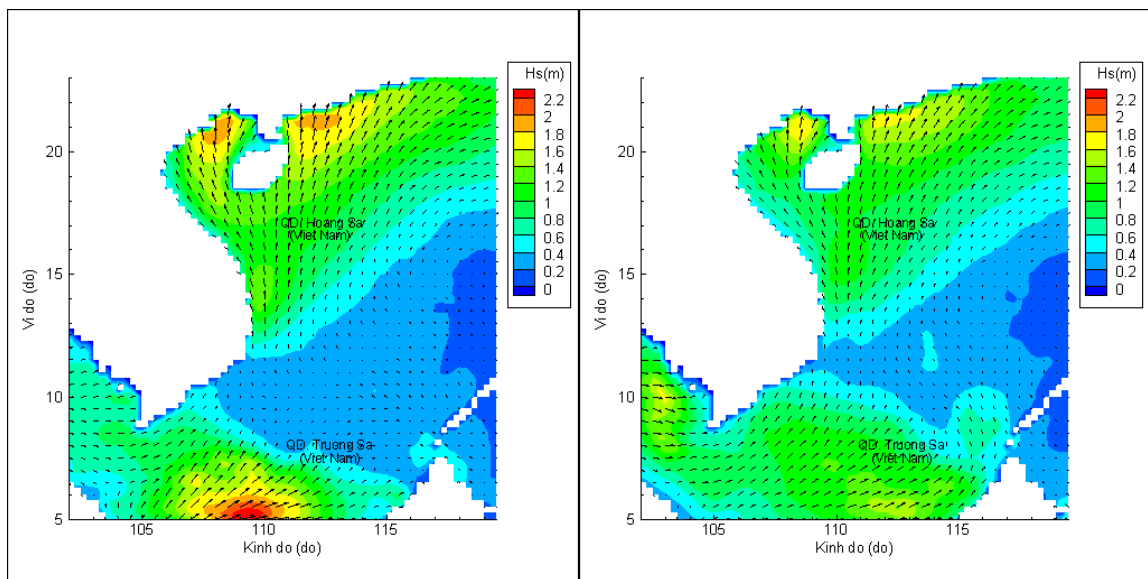 Hs(m)
2.2
2
1.8
1.6
1.4
1.2
1
0.8
0.6
0.4
0.2
0
20
15
10
5
Vi do (do)
QD/ Hoang Sa
(Viet Nam)
QD. Truong Sa
(Viet Nam)
105
110
115
Kinh do (do)
Hs(m)
2.2
2
1.8
1.6
1.4
1.2
1
0.8
0.6
0.4
0.2
0
20
15
10
5
Vi do (do)
QD/ Hoang Sa
(Viet Nam)
QD. Truong Sa
(Viet Nam)
105
110
115
Kinh do (do)